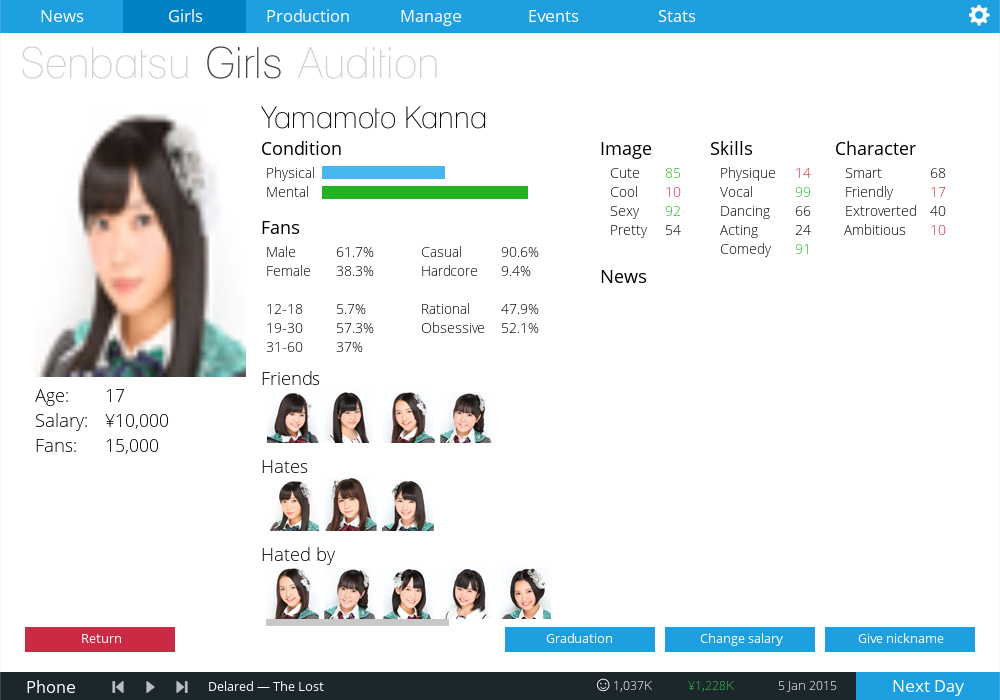 News Girls Production Manage Events Stats
Senbatsu Girls Audition
Yamamoto Kanna
Condition
Physical
Mental
Fans
Male 61.7% Casual 90.6%
Female 38.3% Hardcore 9.4%
12-18 5.7% Rational 47.9%
19-30 57.3% Obsessive 52.1%
31-60 37%
Friends
Hates
Hated by
Age: 17
Salary: ¥10,000
Fans: 15,000
Image Skills Character
Cute 85 Physique 14 Smart 68
Cool 10 Vocal 99 Friendly 17
Sexy 92 Dancing 66 Extroverted 40
Pretty 54 Acting 24 Ambitious 10
Comedy 91
News
Return Graduation Change salary Give nickname
Phone Delared — The Lost 1,037K ¥1,228K 5 Jan 2015 Next Day